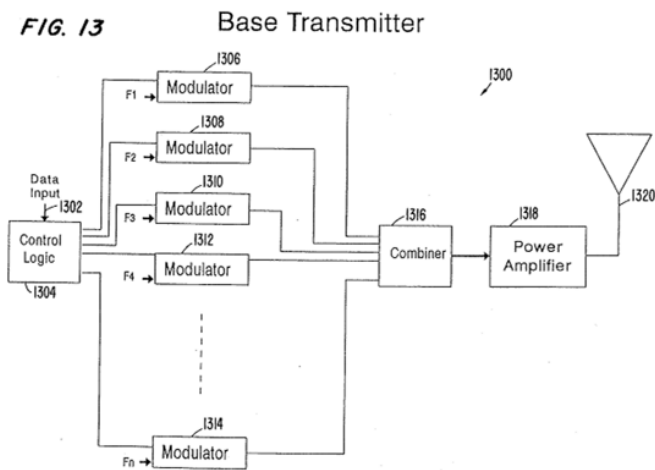 FIG. 13
Base Transmitter
1300
1306
Modulator
F1
1308
Modulator
F2
1310
Modulator
F3
1312
Modulator
F4
1314
Modulator
Fn
Data
Input
1302
Control
Logic
1304
1316
Combiner
1318
Power
Amplifier
1320